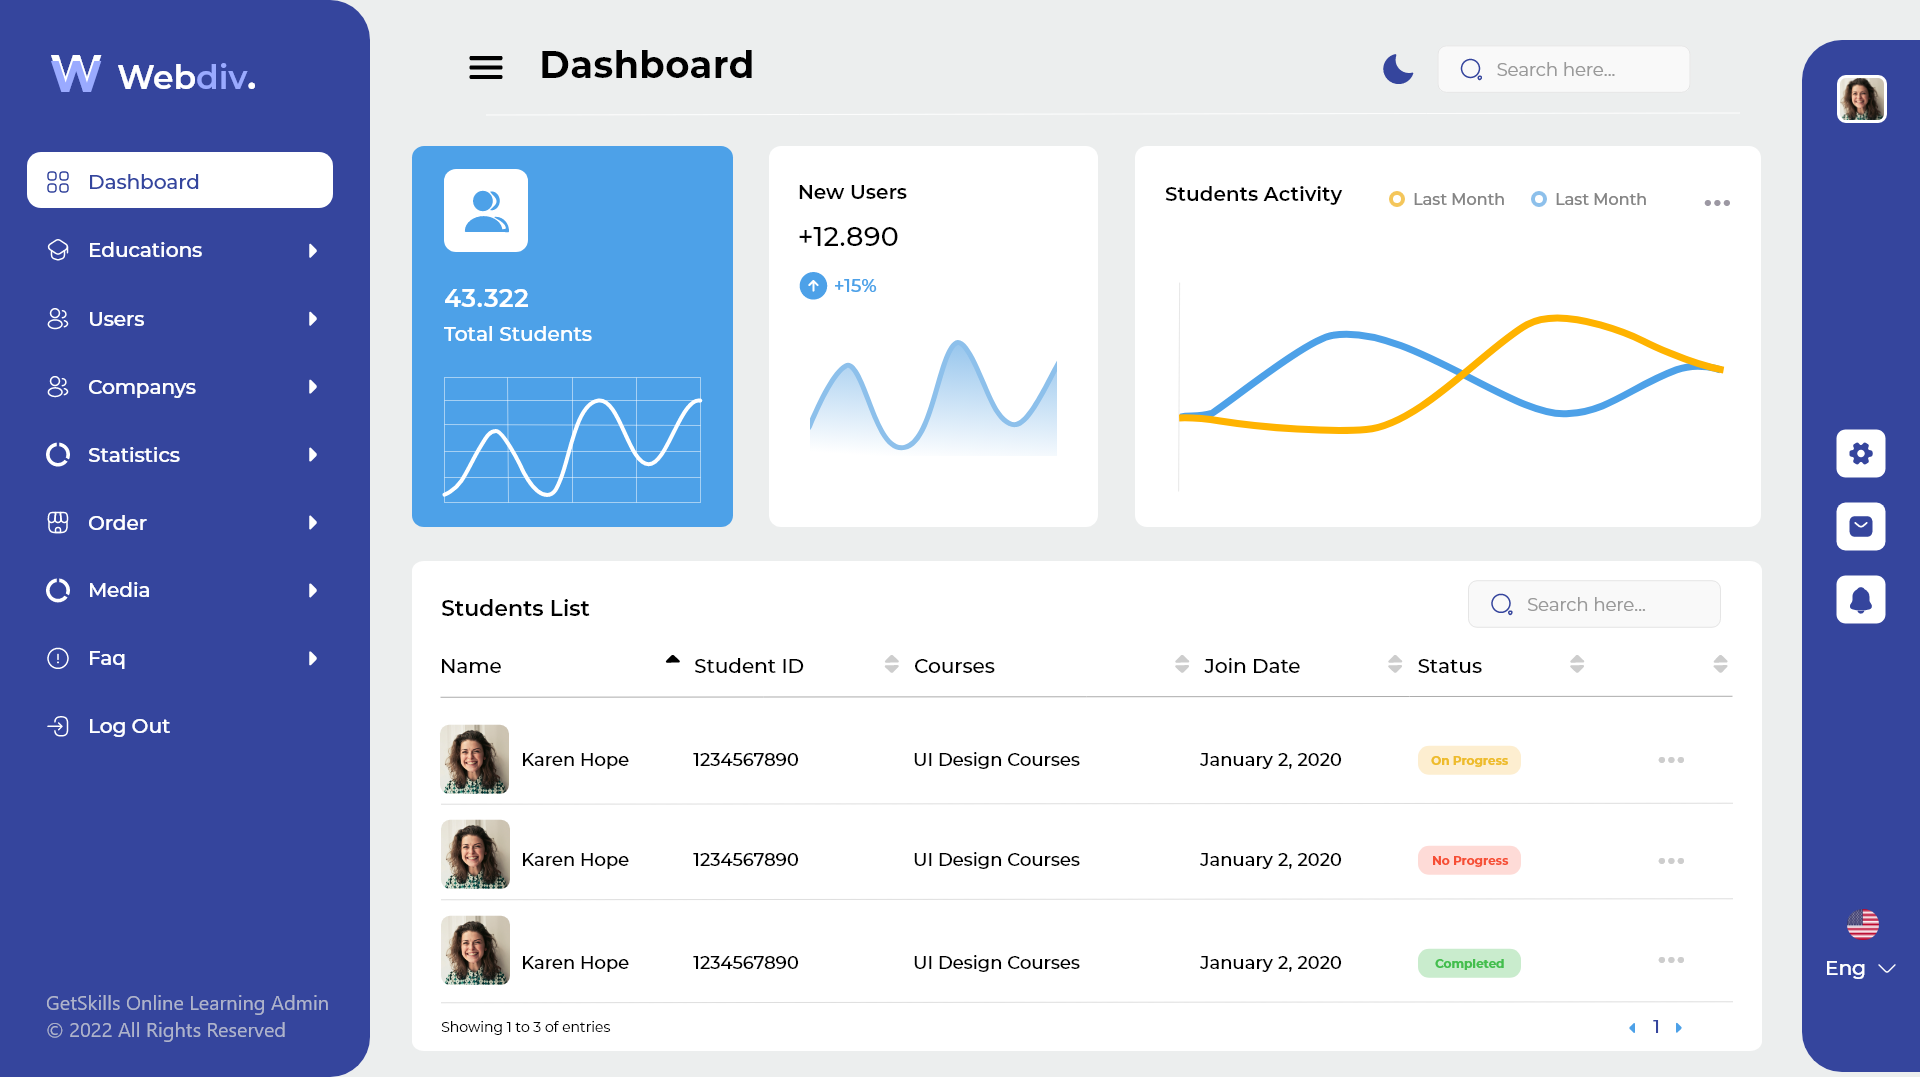 W Webdiv.
Dashboard
Educations
Users
Companys
Statistics
Order
Media
Faq
Log Out
GetSkills Online Learning Admin
© 2022 All Rights Reserved
Dashboard
Search here...
43.322
Total Students
New Users
+12.890
+15%
Students Activity
Last Month
Last Month
Students List
Search here...
Name Student ID Courses Join Date Status
Karen Hope 1234567890 UI Design Courses January 2, 2020 On Progress
Karen Hope 1234567890 UI Design Courses January 2, 2020 No Progress
Karen Hope 1234567890 UI Design Courses January 2, 2020 Completed
Showing 1 to 3 of entries
1
Eng